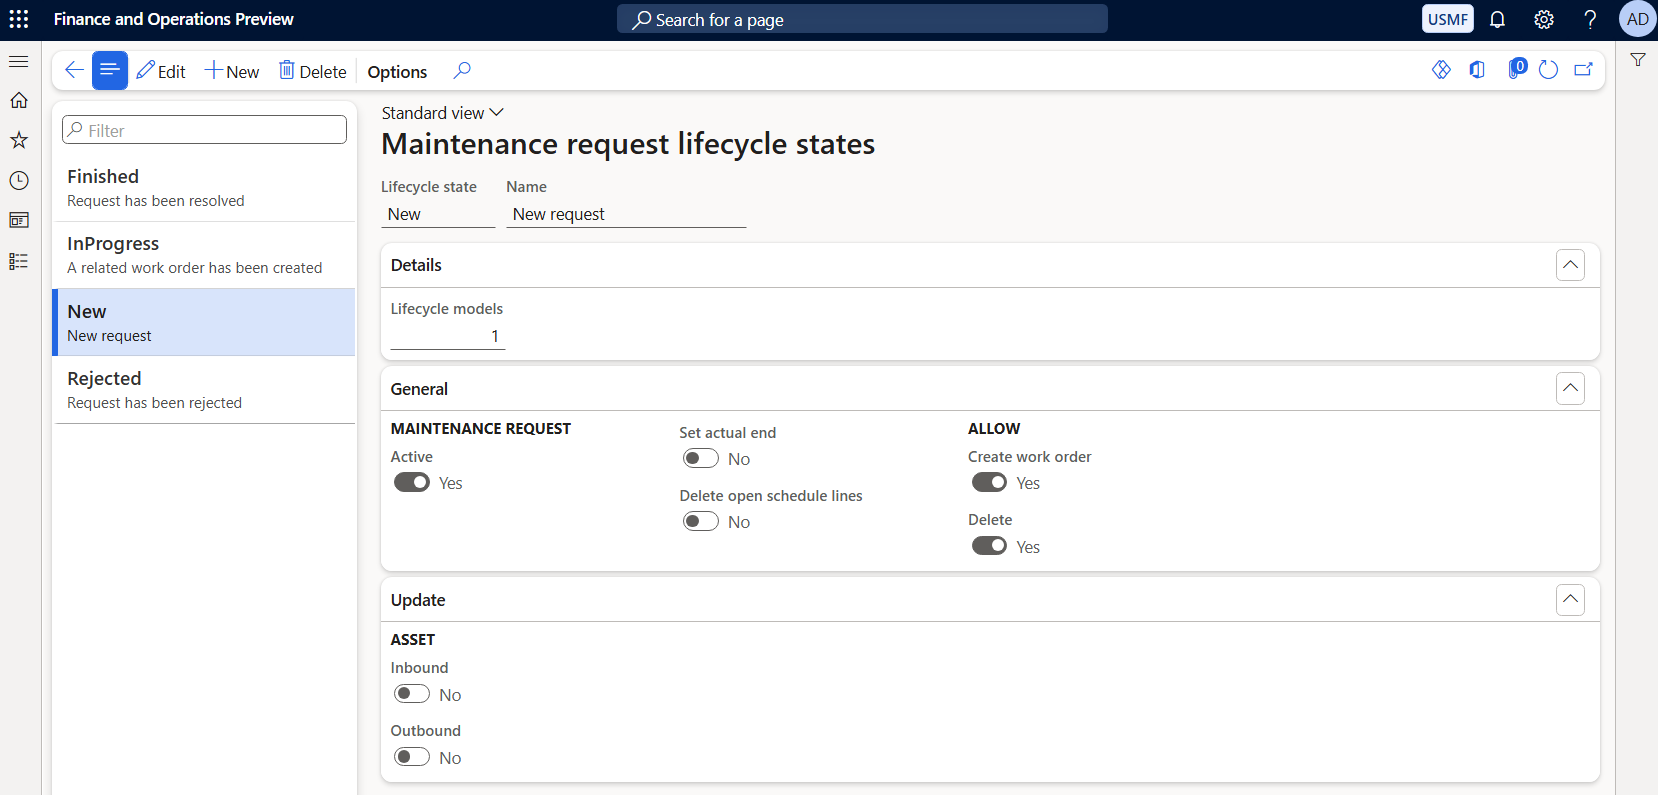 Finance and Operations Preview
Search for a page
USMF
AD
Edit
New
Delete
Options
0
Filter
Finished
Request has been resolved
InProgress
A related work order has been created
New
New request
Rejected
Request has been rejected
Standard view
Maintenance request lifecycle states
Lifecycle state Name
New New request
Details
Lifecycle models
1
General
MAINTENANCE REQUEST
Active
Yes
Set actual end
No
Delete open schedule lines
No
ALLOW
Create work order
Yes
Delete
Yes
Update
ASSET
Inbound
No
Outbound
No